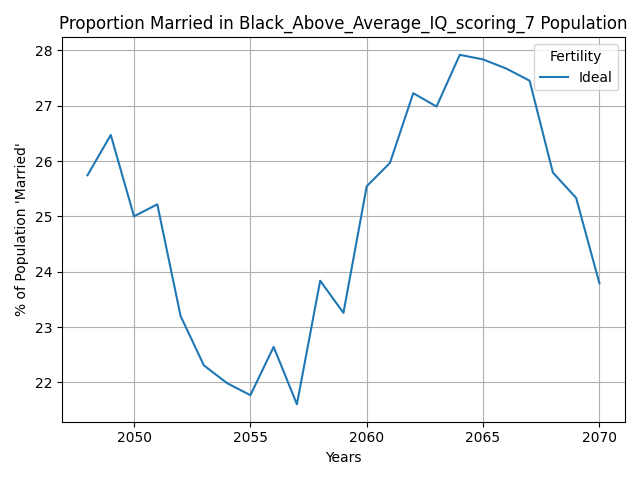 Proportion Married in Black_Above_Average_IQ_scoring_7 Population
Fertility
Ideal
% of Population 'Married'
28
27
26
25
24
23
22
2050
2055
2060
2065
2070
Years